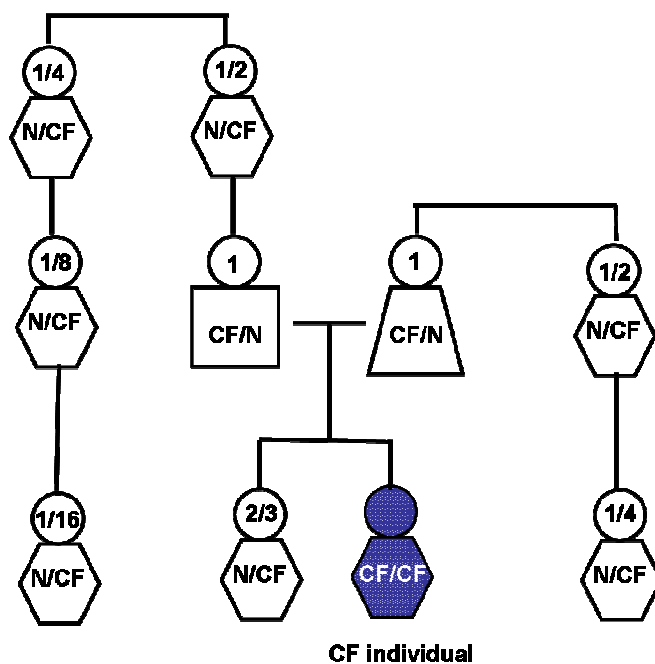 1/4 1/2
N/CF N/CF
1/8 1 1 1/2
N/CF CF/N CF/N N/CF
1/16 2/3 1/4
N/CF N/CF CF/CF N/CF
CF individual